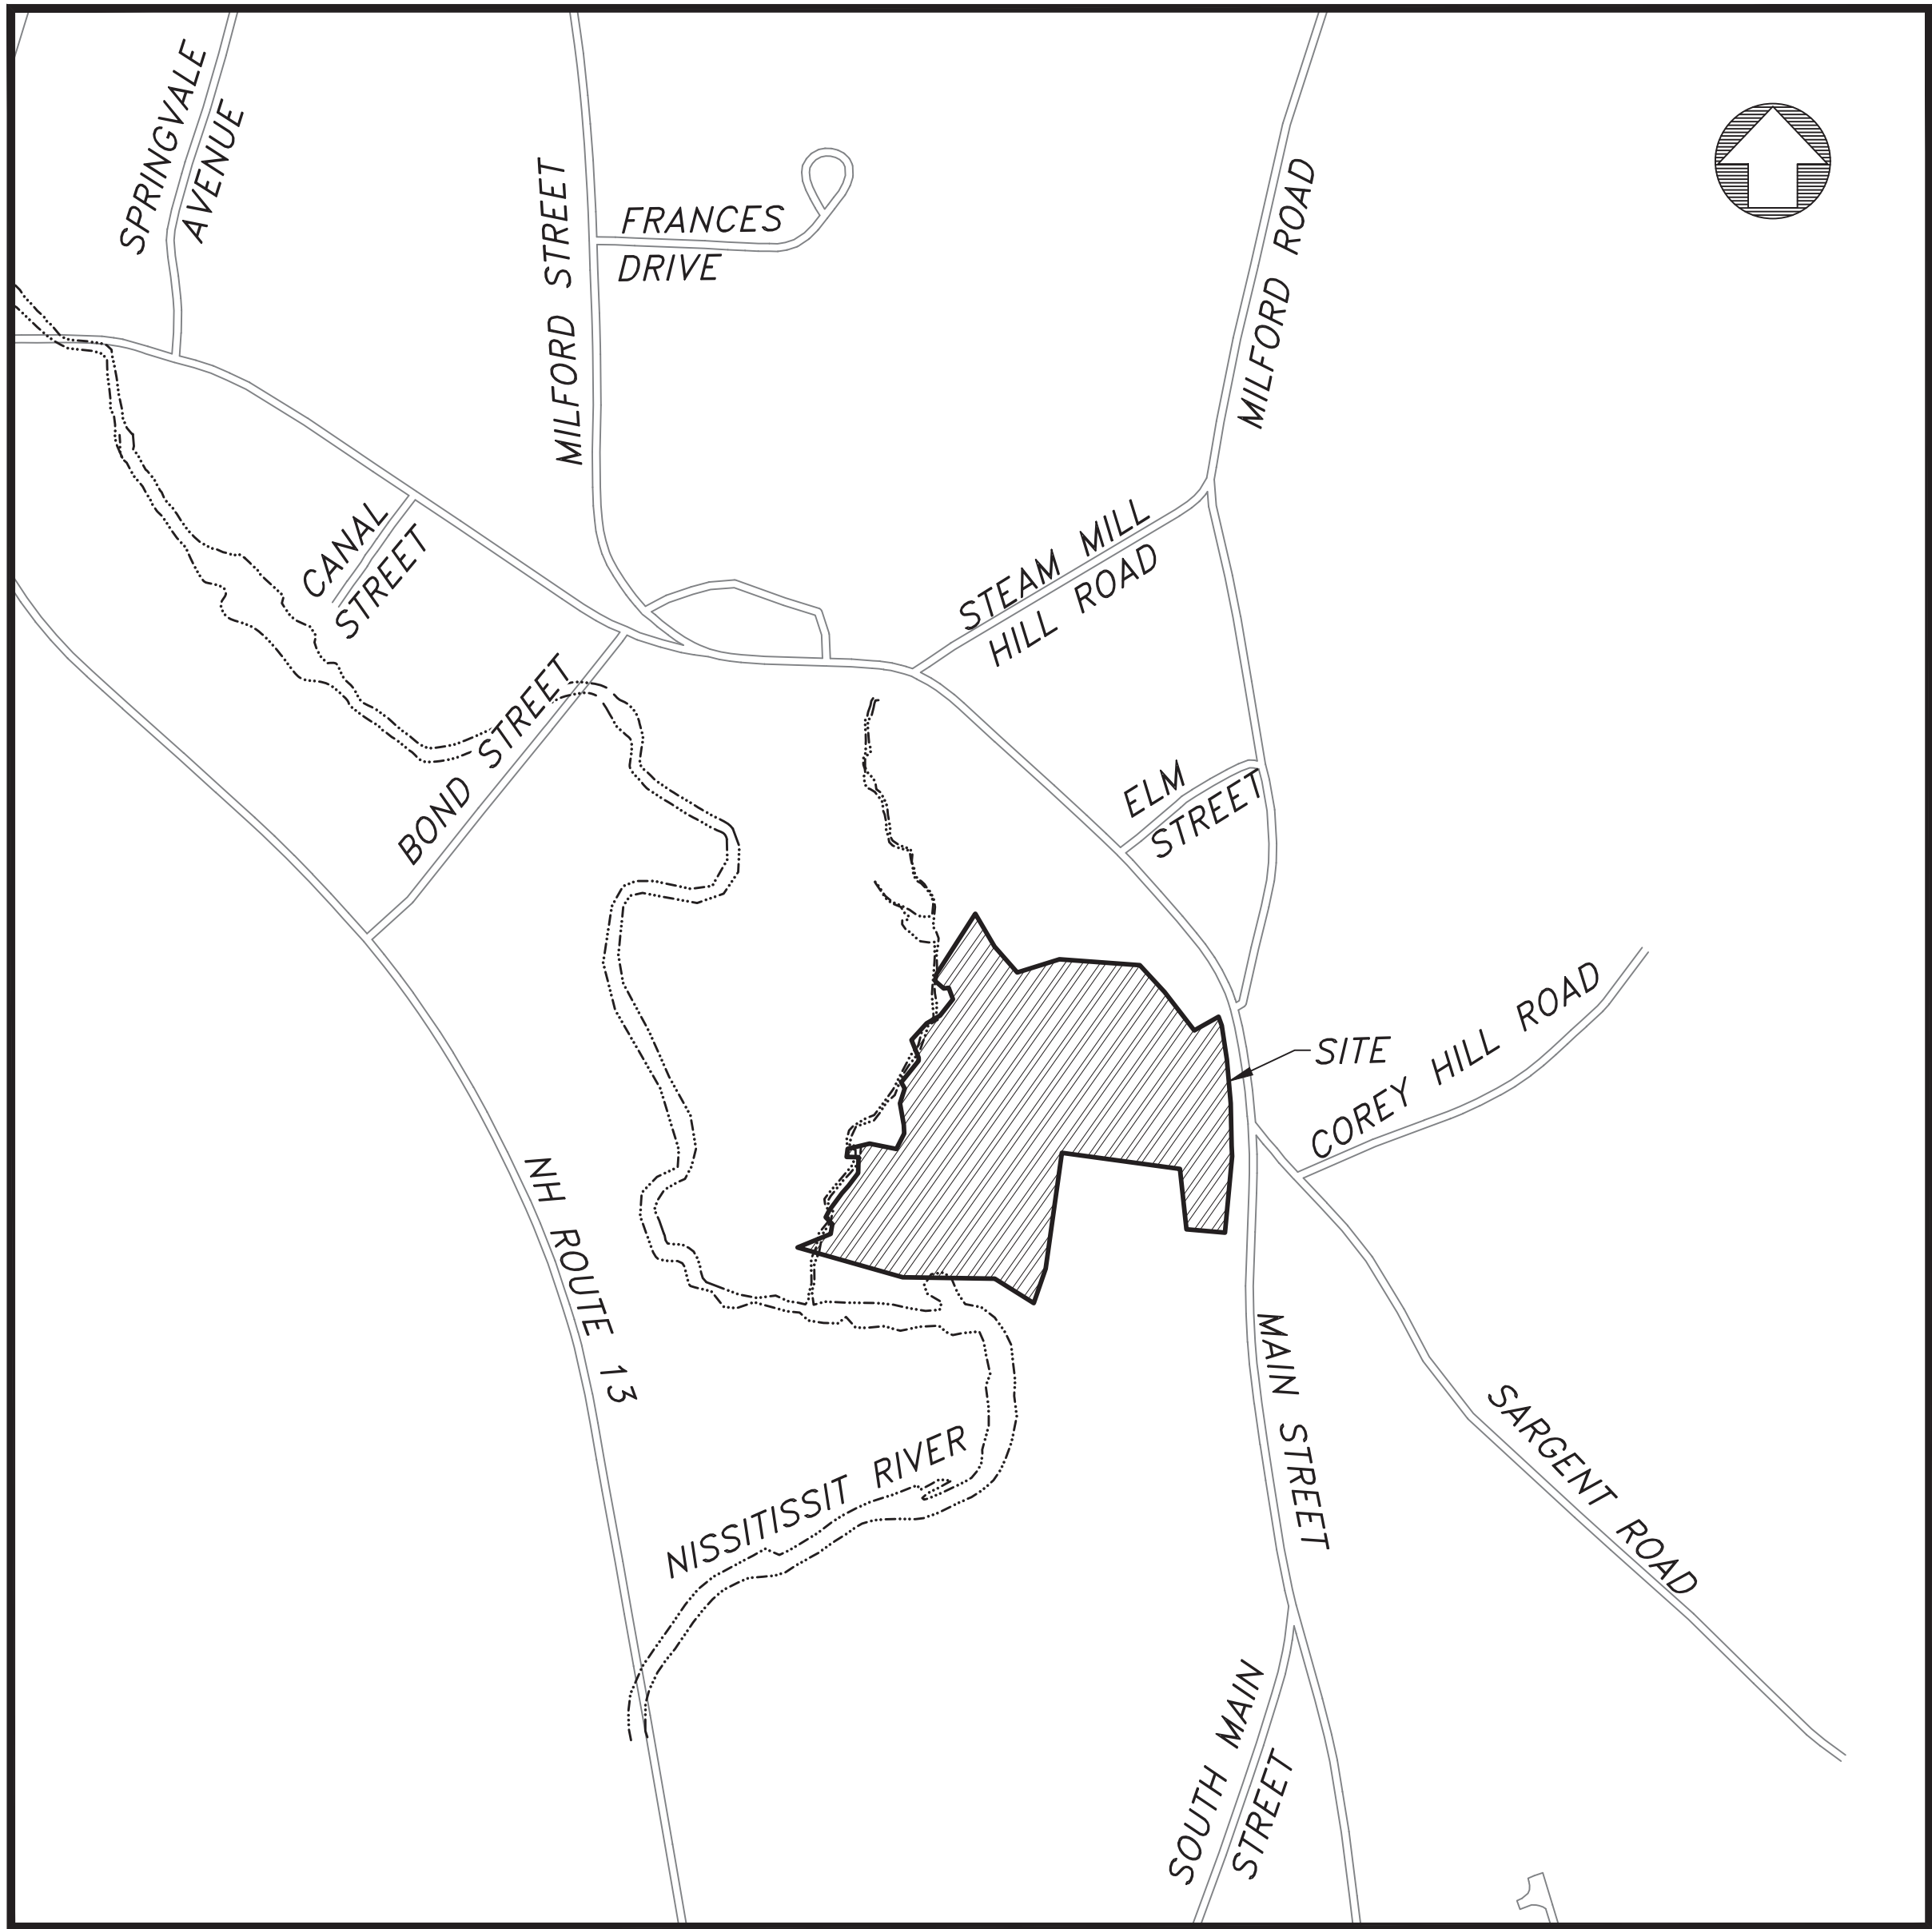 SPRINGVALE
AVENUE
MILFORD STREET
FRANCES
DRIVE
MILFORD ROAD
CANAL
STREET
STEAM MILL
HILL ROAD
BOND STREET
ELM
STREET
SITE
COREY HILL ROAD
NH ROUTE 13
MAIN STREET
SARGENT ROAD
NISSITISSIT RIVER
SOUTH MAIN
STREET